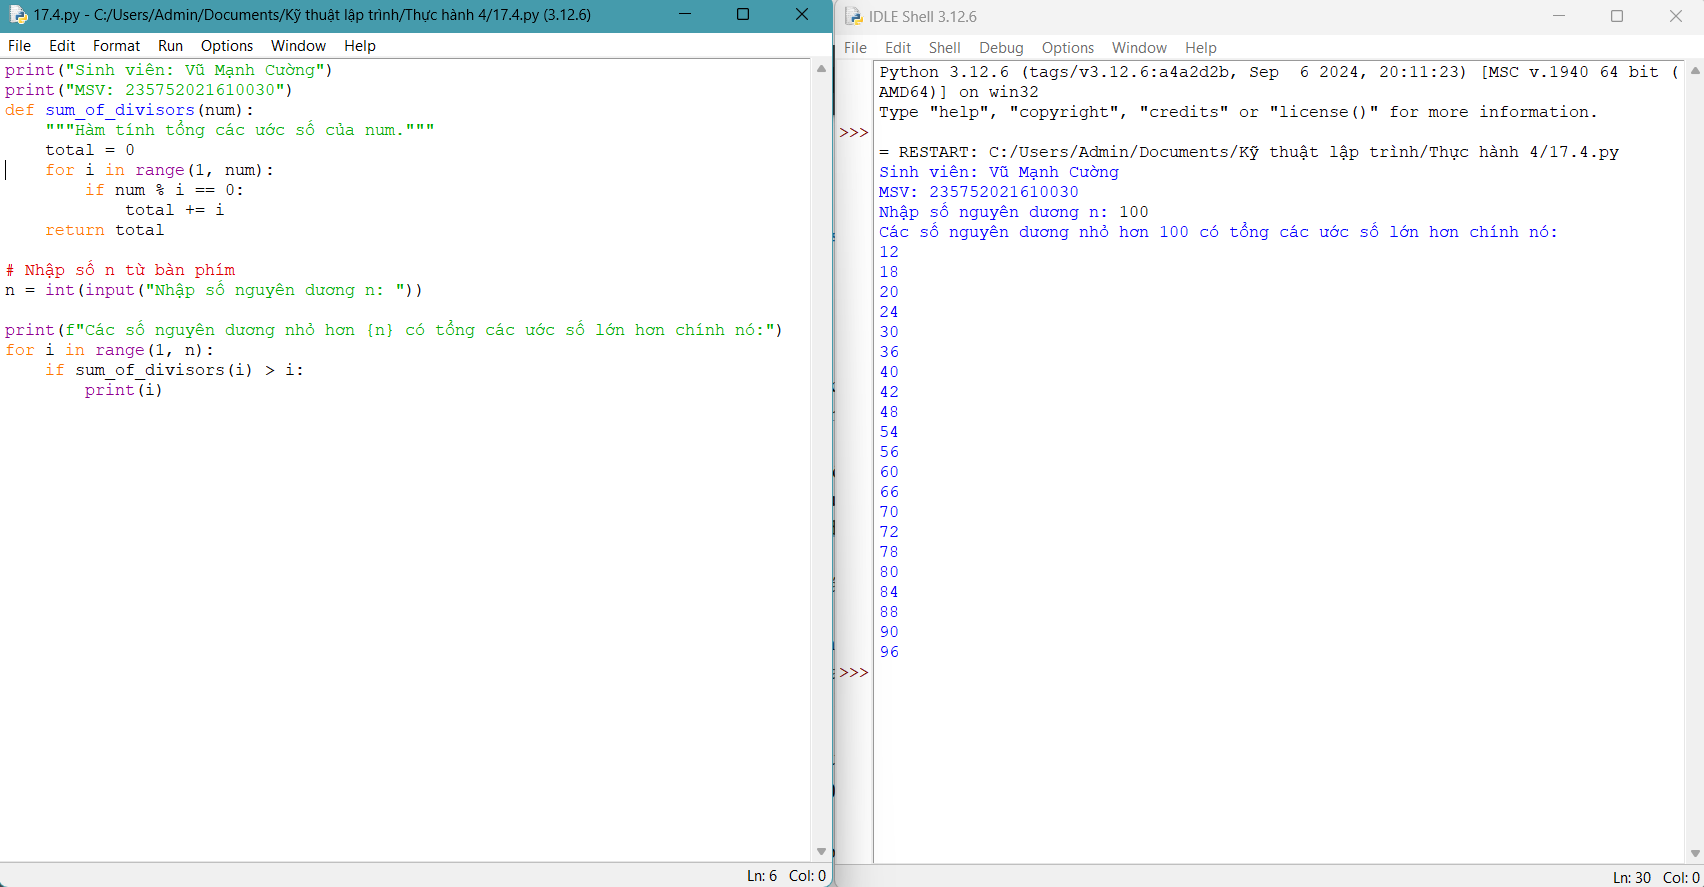 17.4.py - C:/Users/Admin/Documents/Kỹ thuật lập trình/Thực hành 4/17.4.py (3.12.6)
File Edit Format Run Options Window Help
print("Sinh viên: Vũ Mạnh Cường")
print("MSV: 235752021610030")
def sum_of_divisors(num):
    """Hàm tính tổng các ước số của num."""
    total = 0
    for i in range(1, num):
        if num % i == 0:
            total += i
    return total
# Nhập số n từ bàn phím
n = int(input("Nhập số nguyên dương n: "))
print(f"Các số nguyên dương nhỏ hơn {n} có tổng các ước số lớn hơn chính nó:")
for i in range(1, n):
    if sum_of_divisors(i) > i:
        print(i)
Ln: 6 Col: 0
IDLE Shell 3.12.6
File Edit Shell Debug Options Window Help
Python 3.12.6 (tags/v3.12.6:a4a2d2b, Sep  6 2024, 20:11:23) [MSC v.1940 64 bit (
AMD64)] on win32
Type "help", "copyright", "credits" or "license()" for more information.
>>>
= RESTART: C:/Users/Admin/Documents/Kỹ thuật lập trình/Thực hành 4/17.4.py
Sinh viên: Vũ Mạnh Cường
MSV: 235752021610030
Nhập số nguyên dương n: 100
Các số nguyên dương nhỏ hơn 100 có tổng các ước số lớn hơn chính nó:
12
18
20
24
30
36
40
42
48
54
56
60
66
70
72
78
80
84
88
90
96
>>>
Ln: 30 Col: 0